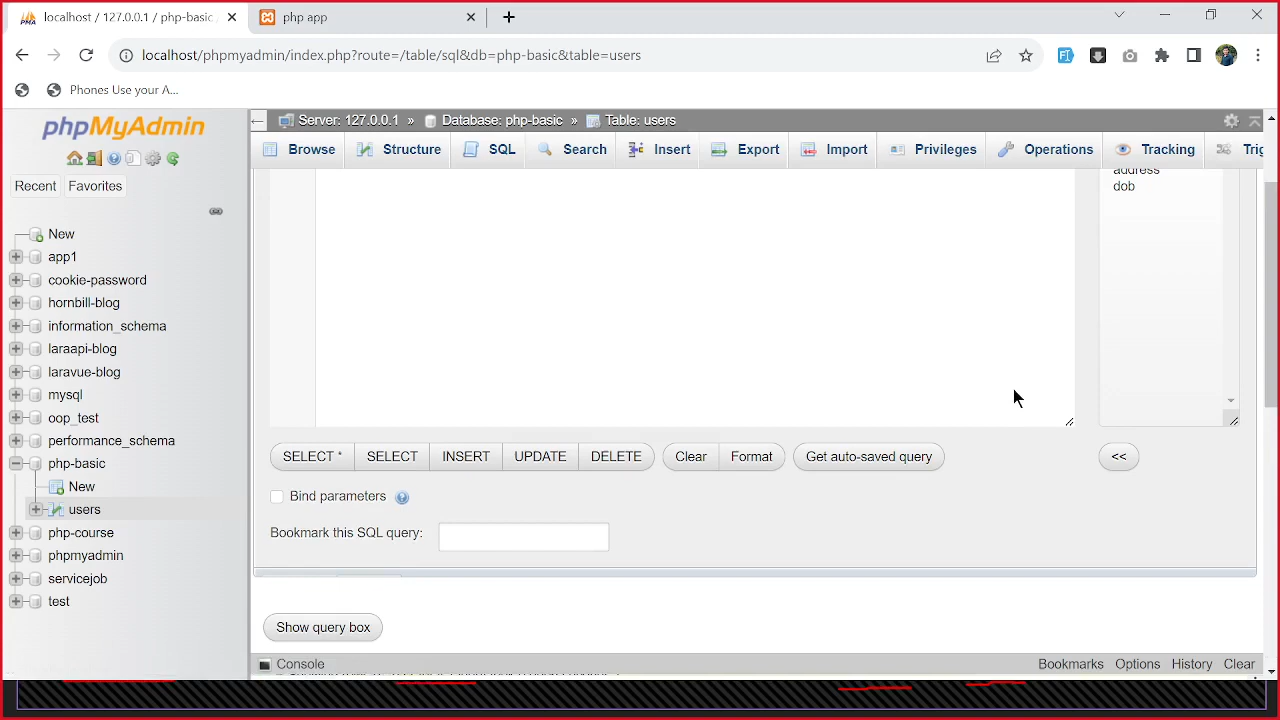 localhost / 127.0.0.1 / php-basic
php app
localhost/phpmyadmin/index.php?route=/table/sql&db=php-basic&table=users
Phones Use your A...
phpMyAdmin
Recent
Favorites
New
app1
cookie-password
hornbill-blog
information_schema
laraapi-blog
laravue-blog
mysql
oop_test
performance_schema
php-basic
New
users
php-course
phpmyadmin
servicejob
test
Server: 127.0.0.1 » Database: php-basic » Table: users
Browse Structure SQL Search Insert Export Import Privileges Operations Tracking Trig
address
dob
SELECT * SELECT INSERT UPDATE DELETE Clear Format Get auto-saved query <<
Bind parameters
Bookmark this SQL query:
Show query box
Console Bookmarks Options History Clear